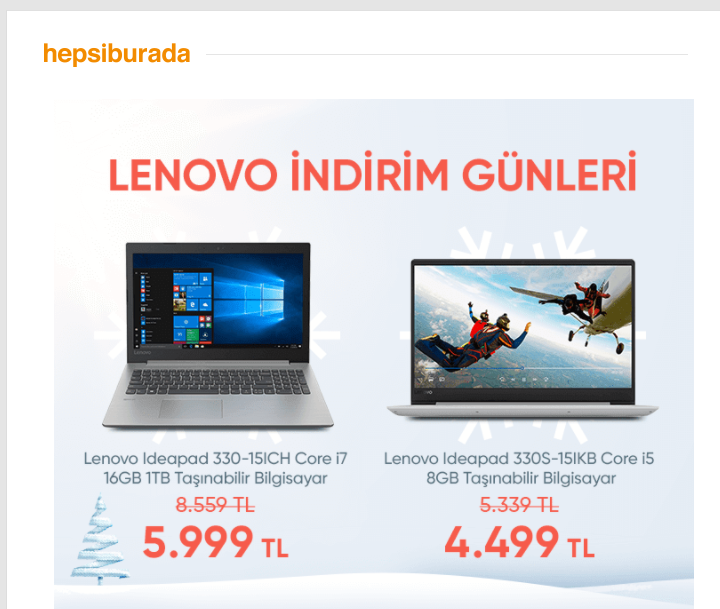 hepsiburada
LENOVO İNDİRİM GÜNLERİ
Lenovo Ideapad 330-15ICH Core i7
16GB 1TB Taşınabilir Bilgisayar
8.559 TL
5.999 TL
Lenovo Ideapad 330S-15IKB Core i5
8GB Taşınabilir Bilgisayar
5.339 TL
4.499 TL